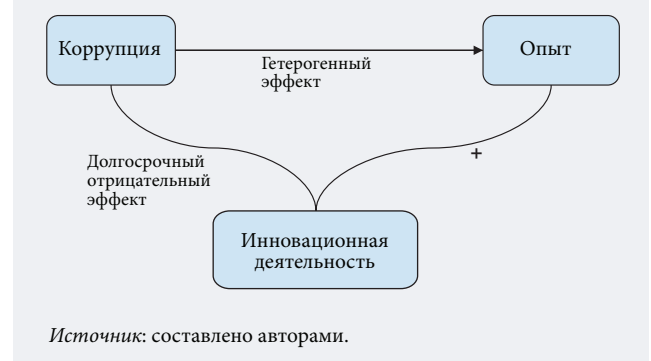 Коррупция
Опыт
Гетерогенный
эффект
Долгосрочный
отрицательный
эффект
+
Инновационная
деятельность
Источник: составлено авторами.